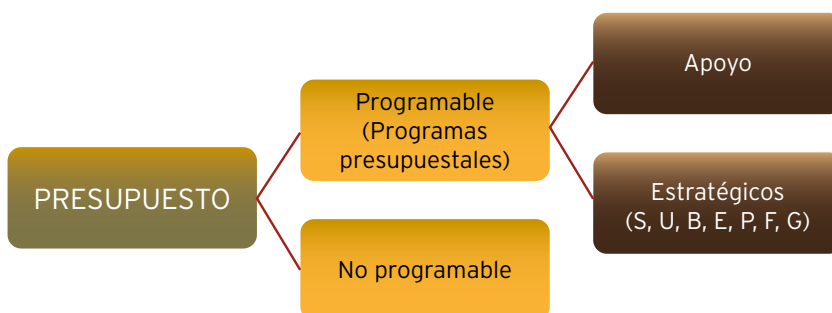 PRESUPUESTO
Programable
(Programas
presupuestales)
No programable
Apoyo
Estratégicos
(S, U, B, E, P, F, G)